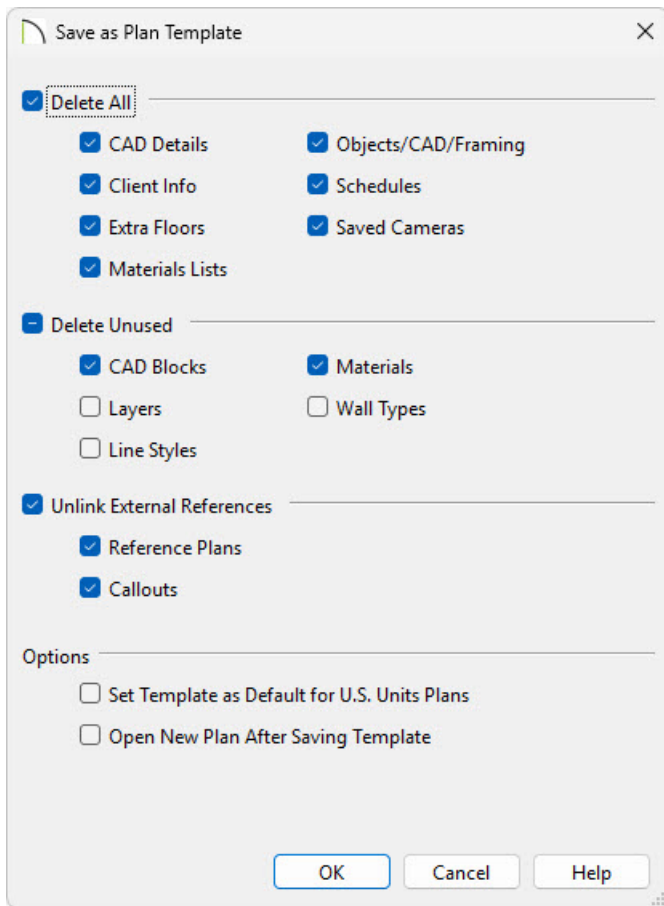 Save as Plan Template
Delete All
CAD Details
Objects/CAD/Framing
Client Info
Schedules
Extra Floors
Saved Cameras
Materials Lists
Delete Unused
CAD Blocks
Materials
Layers
Wall Types
Line Styles
Unlink External References
Reference Plans
Callouts
Options
Set Template as Default for U.S. Units Plans
Open New Plan After Saving Template
OK
Cancel
Help